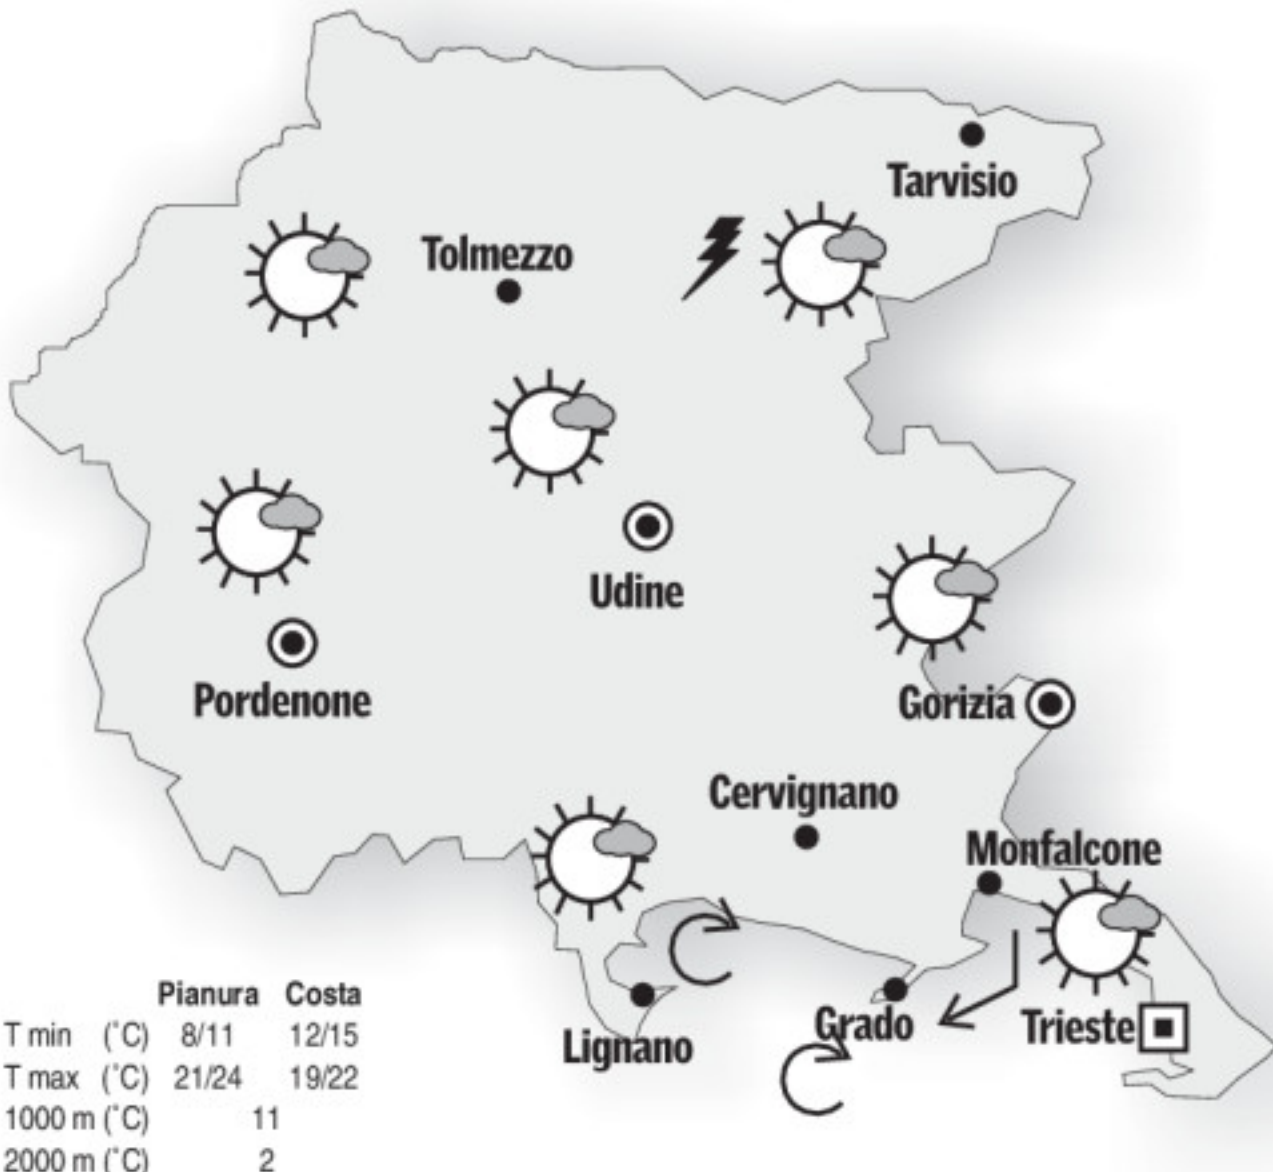 Tarvisio
Tolmezzo
Udine
Pordenone
Gorizia
Cervignano
Monfalcone
Grado
Trieste
Lignano
Pianura Costa
T min (˚C) 8/11 12/15
T max (˚C) 21/24 19/22
1000 m (˚C) 11
2000 m (˚C) 2